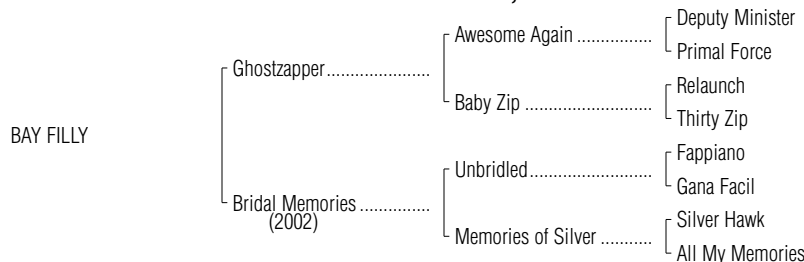 Deputy Minister
Awesome Again ................
Primal Force
Ghostzapper......................
Relaunch
Baby Zip ...........................
Thirty Zip
BAY FILLY
Fappiano
Unbridled..........................
Gana Facil
Bridal Memories ...............
(2002)
Silver Hawk
Memories of Silver ...........
All My Memories